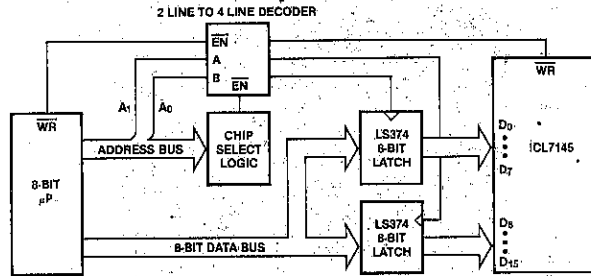 2 LINE TO 4 LINE DECODER
EN
A
B
EN
A1
A0
WR
WR
8-BIT
µP
ADDRESS BUS
CHIP
SELECT
LOGIC
LS374
8-BIT
LATCH
LS374
8-BIT
LATCH
8-BIT DATA BUS
D0
D7
D8
D15
ICL7145